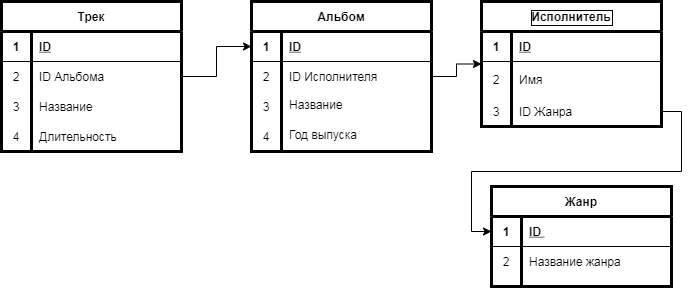 Трек
1 ID
2 ID Альбома
3 Название
4 Длительность
Альбом
1 ID
2 ID Исполнителя
3 Название
4 Год выпуска
Исполнитель
1 ID
2 Имя
3 ID Жанра
Жанр
1 ID
2 Название жанра